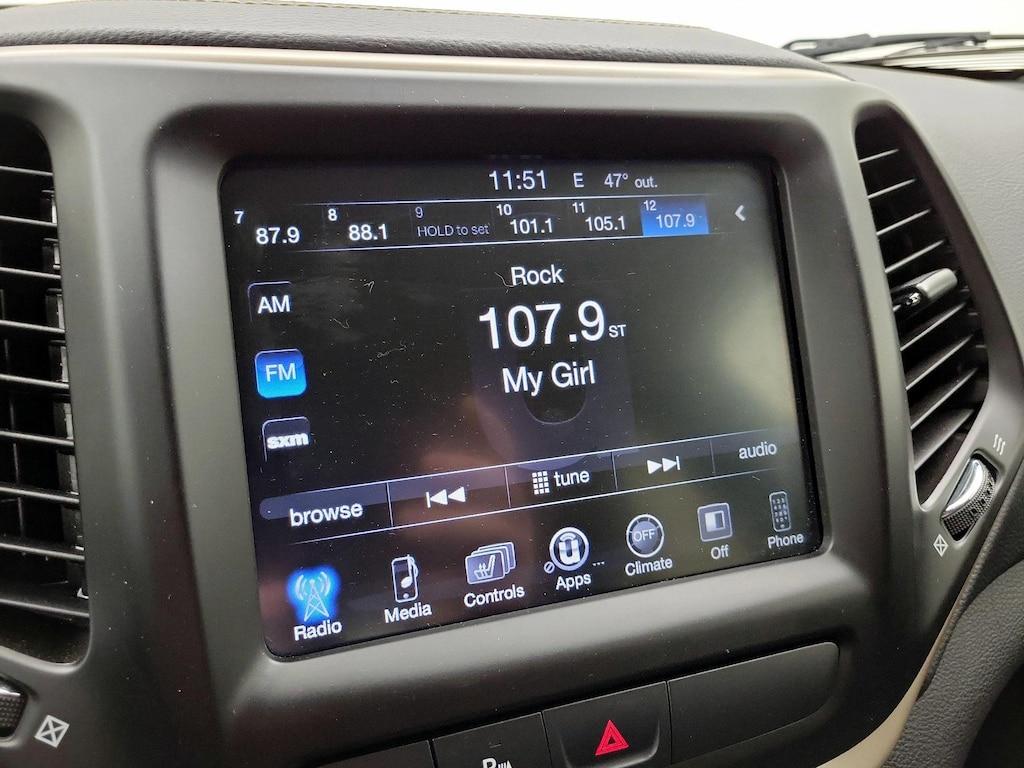 11:51 E 47° out.
7 87.9 8 88.1 9 HOLD to set 10 101.1 11 105.1 12 107.9
Rock
AM
107.9 ST
FM
My Girl
sxm
browse tune audio
Radio Media Controls Apps OFF Climate Off Phone
P